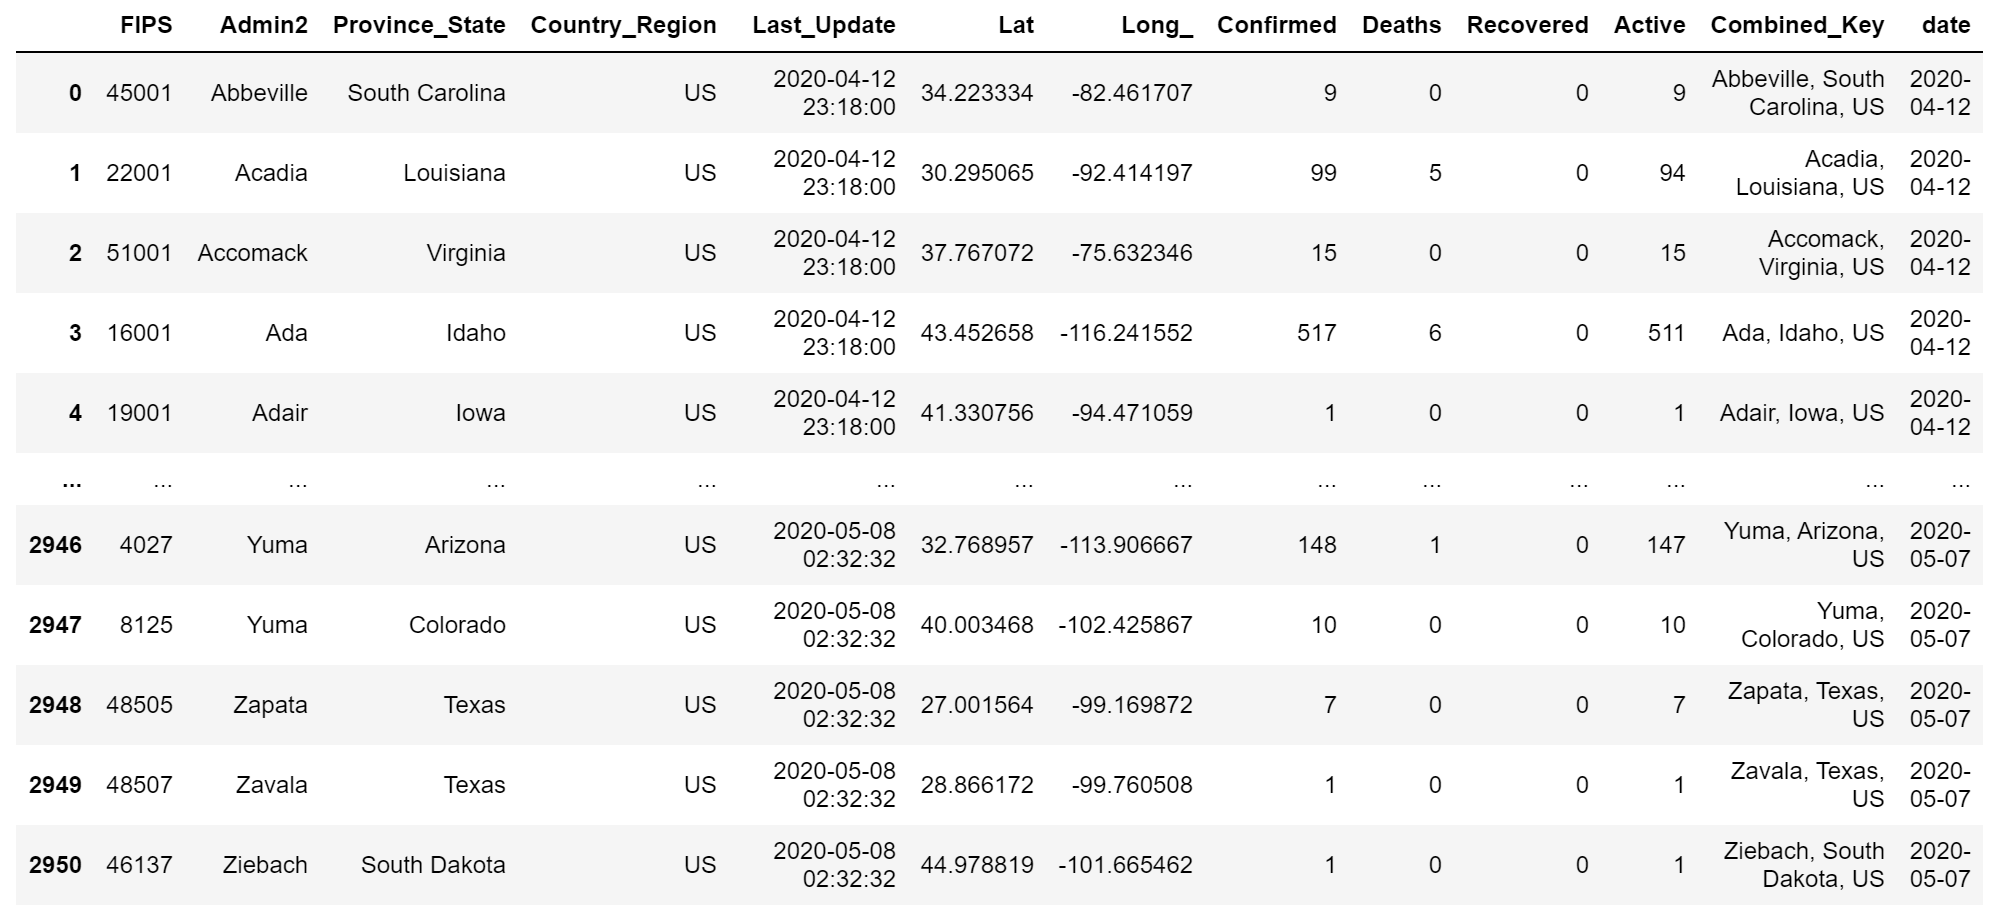 FIPS Admin2 Province_State Country_Region Last_Update Lat Long_ Confirmed Deaths Recovered Active Combined_Key date
0 45001 Abbeville South Carolina US 2020-04-12 23:18:00 34.223334 -82.461707 9 0 0 9 Abbeville, South Carolina, US 2020-04-12
1 22001 Acadia Louisiana US 2020-04-12 23:18:00 30.295065 -92.414197 99 5 0 94 Acadia, Louisiana, US 2020-04-12
2 51001 Accomack Virginia US 2020-04-12 23:18:00 37.767072 -75.632346 15 0 0 15 Accomack, Virginia, US 2020-04-12
3 16001 Ada Idaho US 2020-04-12 23:18:00 43.452658 -116.241552 517 6 0 511 Ada, Idaho, US 2020-04-12
4 19001 Adair Iowa US 2020-04-12 23:18:00 41.330756 -94.471059 1 0 0 1 Adair, Iowa, US 2020-04-12
... ... ... ... ... ... ... ... ... ... ... ... ... ...
2946 4027 Yuma Arizona US 2020-05-08 02:32:32 32.768957 -113.906667 148 1 0 147 Yuma, Arizona, US 2020-05-07
2947 8125 Yuma Colorado US 2020-05-08 02:32:32 40.003468 -102.425867 10 0 0 10 Yuma, Colorado, US 2020-05-07
2948 48505 Zapata Texas US 2020-05-08 02:32:32 27.001564 -99.169872 7 0 0 7 Zapata, Texas, US 2020-05-07
2949 48507 Zavala Texas US 2020-05-08 02:32:32 28.866172 -99.760508 1 0 0 1 Zavala, Texas, US 2020-05-07
2950 46137 Ziebach South Dakota US 2020-05-08 02:32:32 44.978819 -101.665462 1 0 0 1 Ziebach, South Dakota, US 2020-05-07